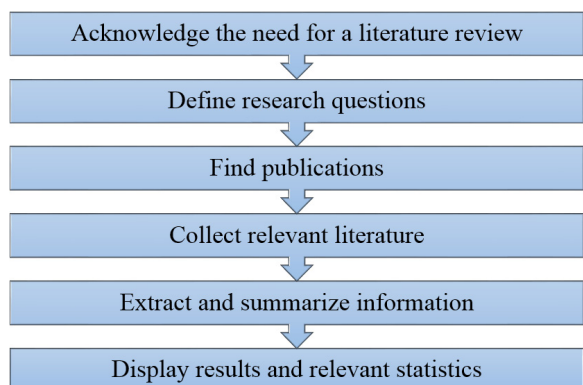 Acknowledge the need for a literature review
Define research questions
Find publications
Collect relevant literature
Extract and summarize information
Display results and relevant statistics